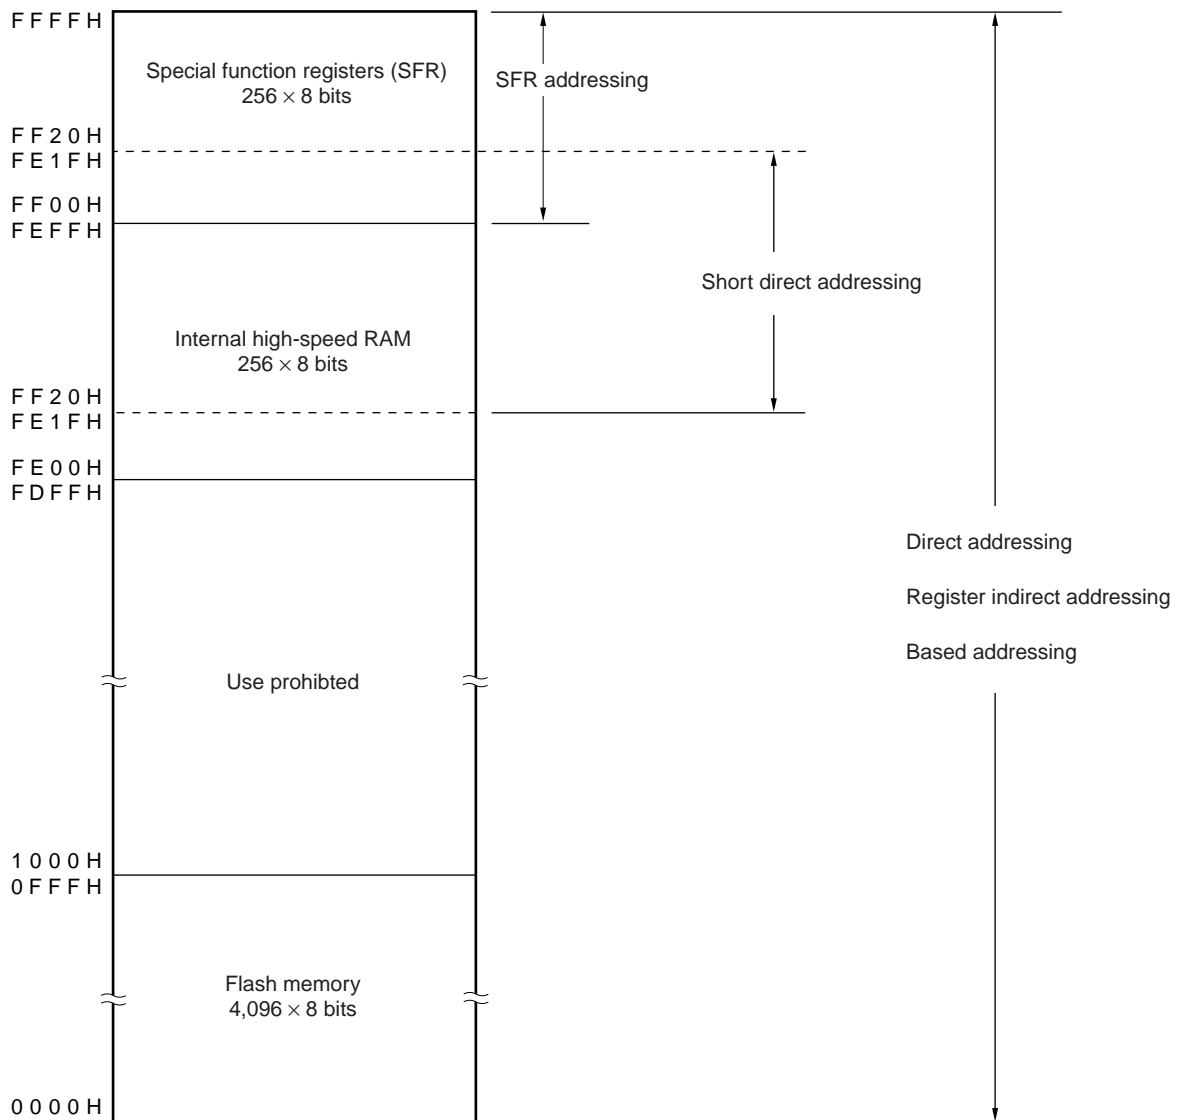 FFFFH
Special function registers (SFR)
256 × 8 bits
SFR addressing
FF20H
FE1FH
FF00H
FEFFH
Short direct addressing
Internal high-speed RAM
256 × 8 bits
FF20H
FE1FH
FE00H
FDFFH
Direct addressing
Register indirect addressing
Based addressing
Use prohibted
1000H
0FFFH
Flash memory
4,096 × 8 bits
0000H